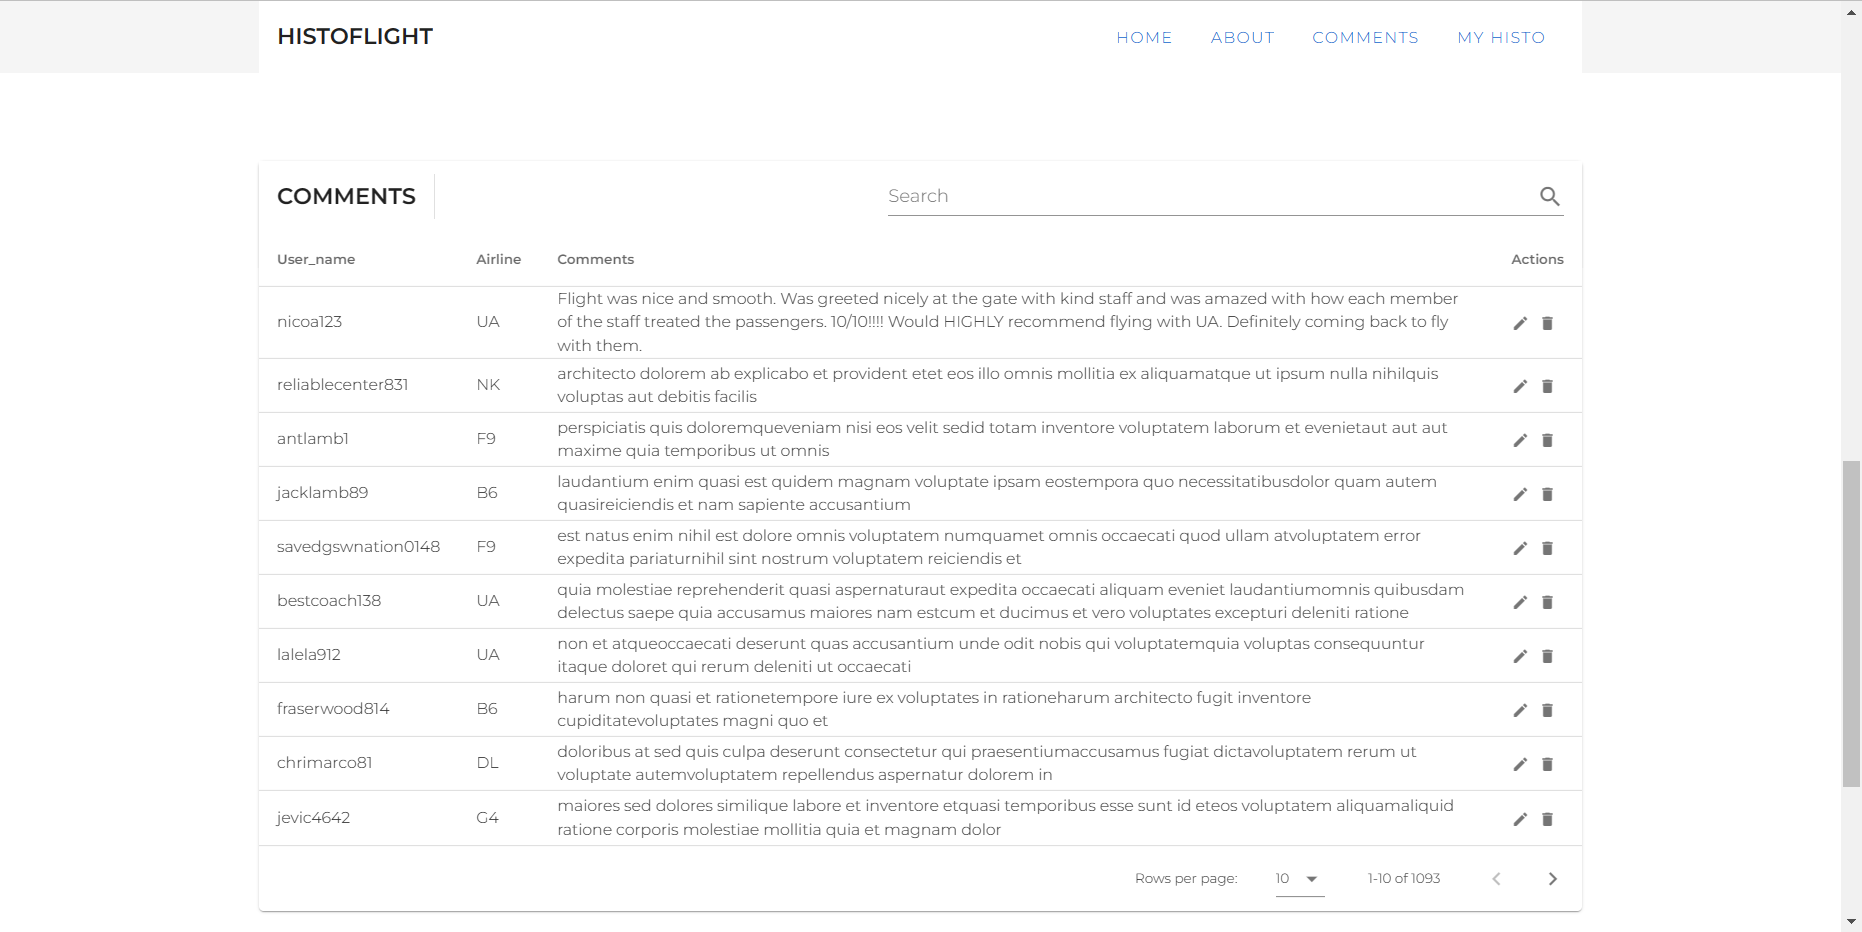 HISTOFLIGHT
HOME ABOUT COMMENTS MY HISTO
COMMENTS
Search
User_name Airline Comments Actions
nicoa123 UA
Flight was nice and smooth. Was greeted nicely at the gate with kind staff and was amazed with how each member
of the staff treated the passengers. 10/10!!!! Would HIGHLY recommend flying with UA. Definitely coming back to fly
with them.
reliablecenter831 NK
architecto dolorem ab explicabo et provident etet eos illo omnis mollitia ex aliquamatque ut ipsum nulla nihilquis
voluptas aut debitis facilis
antlamb1 F9
perspiciatis quis doloremqueveniam nisi eos velit sedid totam inventore voluptatem laborum et evenietaut aut aut
maxime quia temporibus ut omnis
jacklamb89 B6
laudantium enim quasi est quidem magnam voluptate ipsam eostempora quo necessitatibusdolor quam autem
quasireiciendis et nam sapiente accusantium
savedgswnation0148 F9
est natus enim nihil est dolore omnis voluptatem numquamet omnis occaecati quod ullam atvoluptatem error
expedita pariaturnihil sint nostrum voluptatem reiciendis et
bestcoach138 UA
quia molestiae reprehenderit quasi aspernaturaut expedita occaecati aliquam eveniet laudantiumomnis quibusdam
delectus saepe quia accusamus maiores nam estcum et ducimus et vero voluptates excepturi deleniti ratione
lalela912 UA
non et atqueoccaecati deserunt quas accusantium unde odit nobis qui voluptatemquia voluptas consequuntur
itaque doloret qui rerum deleniti ut occaecati
fraserwood814 B6
harum non quasi et rationetempore iure ex voluptates in rationeharum architecto fugit inventore
cupiditatevoluptates magni quo et
chrimarco81 DL
doloribus at sed quis culpa deserunt consectetur qui praesentiumaccusamus fugiat dictavoluptatem rerum ut
voluptate autemvoluptatem repellendus aspernatur dolorem in
jevic4642 G4
maiores sed dolores similique labore et inventore etquasi temporibus esse sunt id eteos voluptatem aliquamaliquid
ratione corporis molestiae mollitia quia et magnam dolor
Rows per page: 10 1-10 of 1093